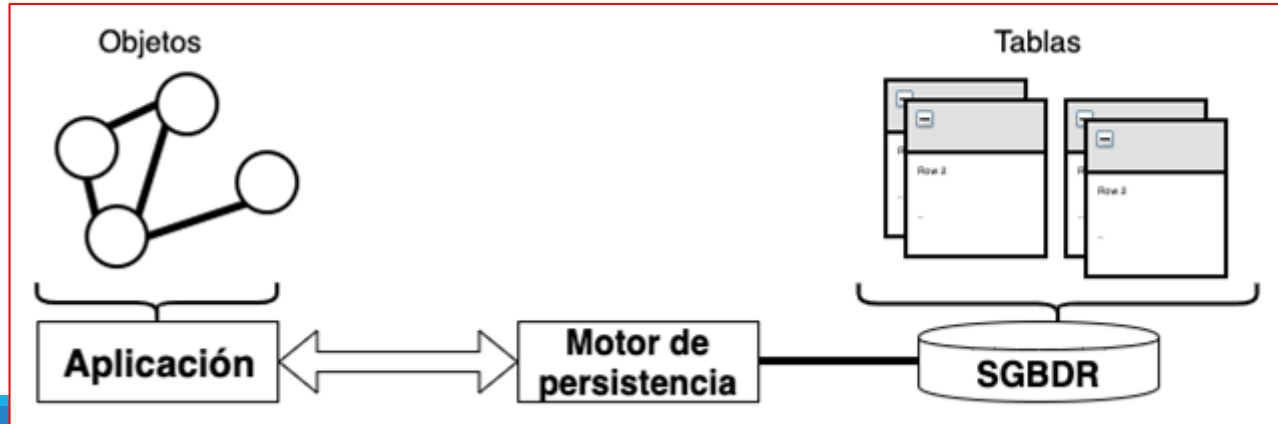 Objetos
Tablas
Row 2
...
Row 2
...
Aplicación
Motor de
persistencia
SGBDR